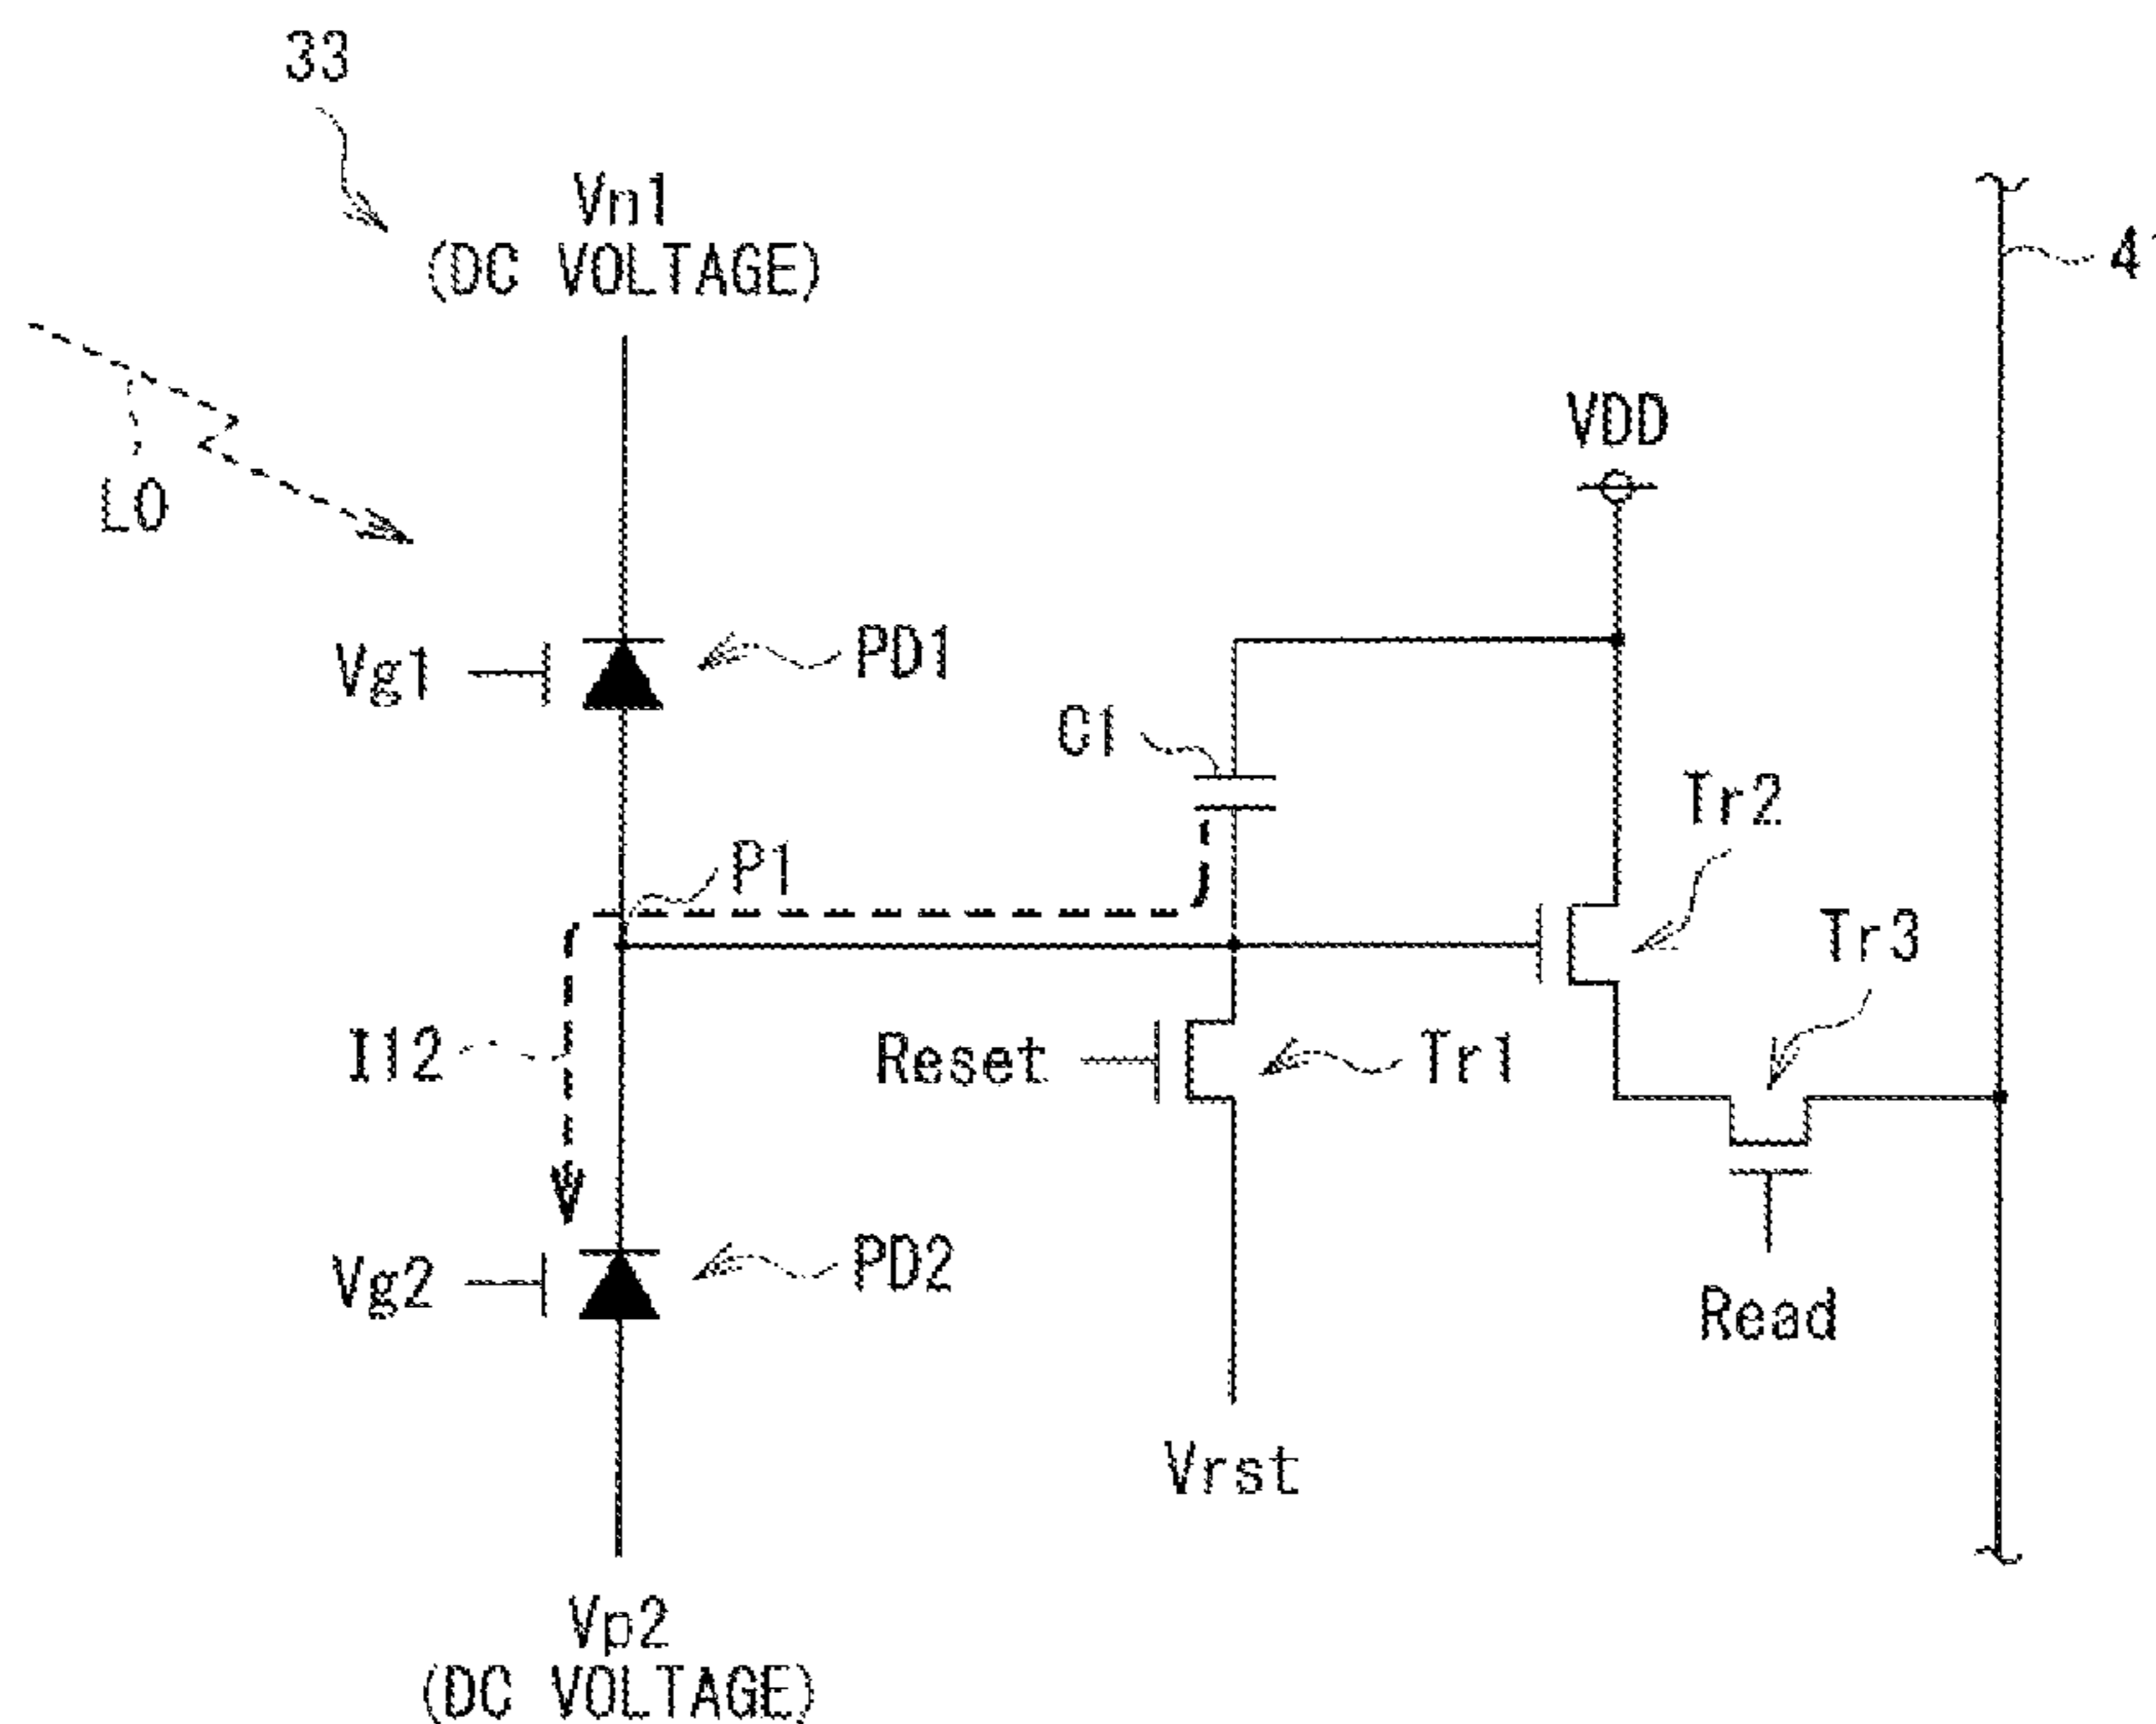 33
Vn1
(DC VOLTAGE)
L0
VDD
Vg1
PD1
C1
Tr2
P1
Tr3
I12
Reset
Tr1
Vg2
PD2
Read
Vrst
Vp2
(DC VOLTAGE)